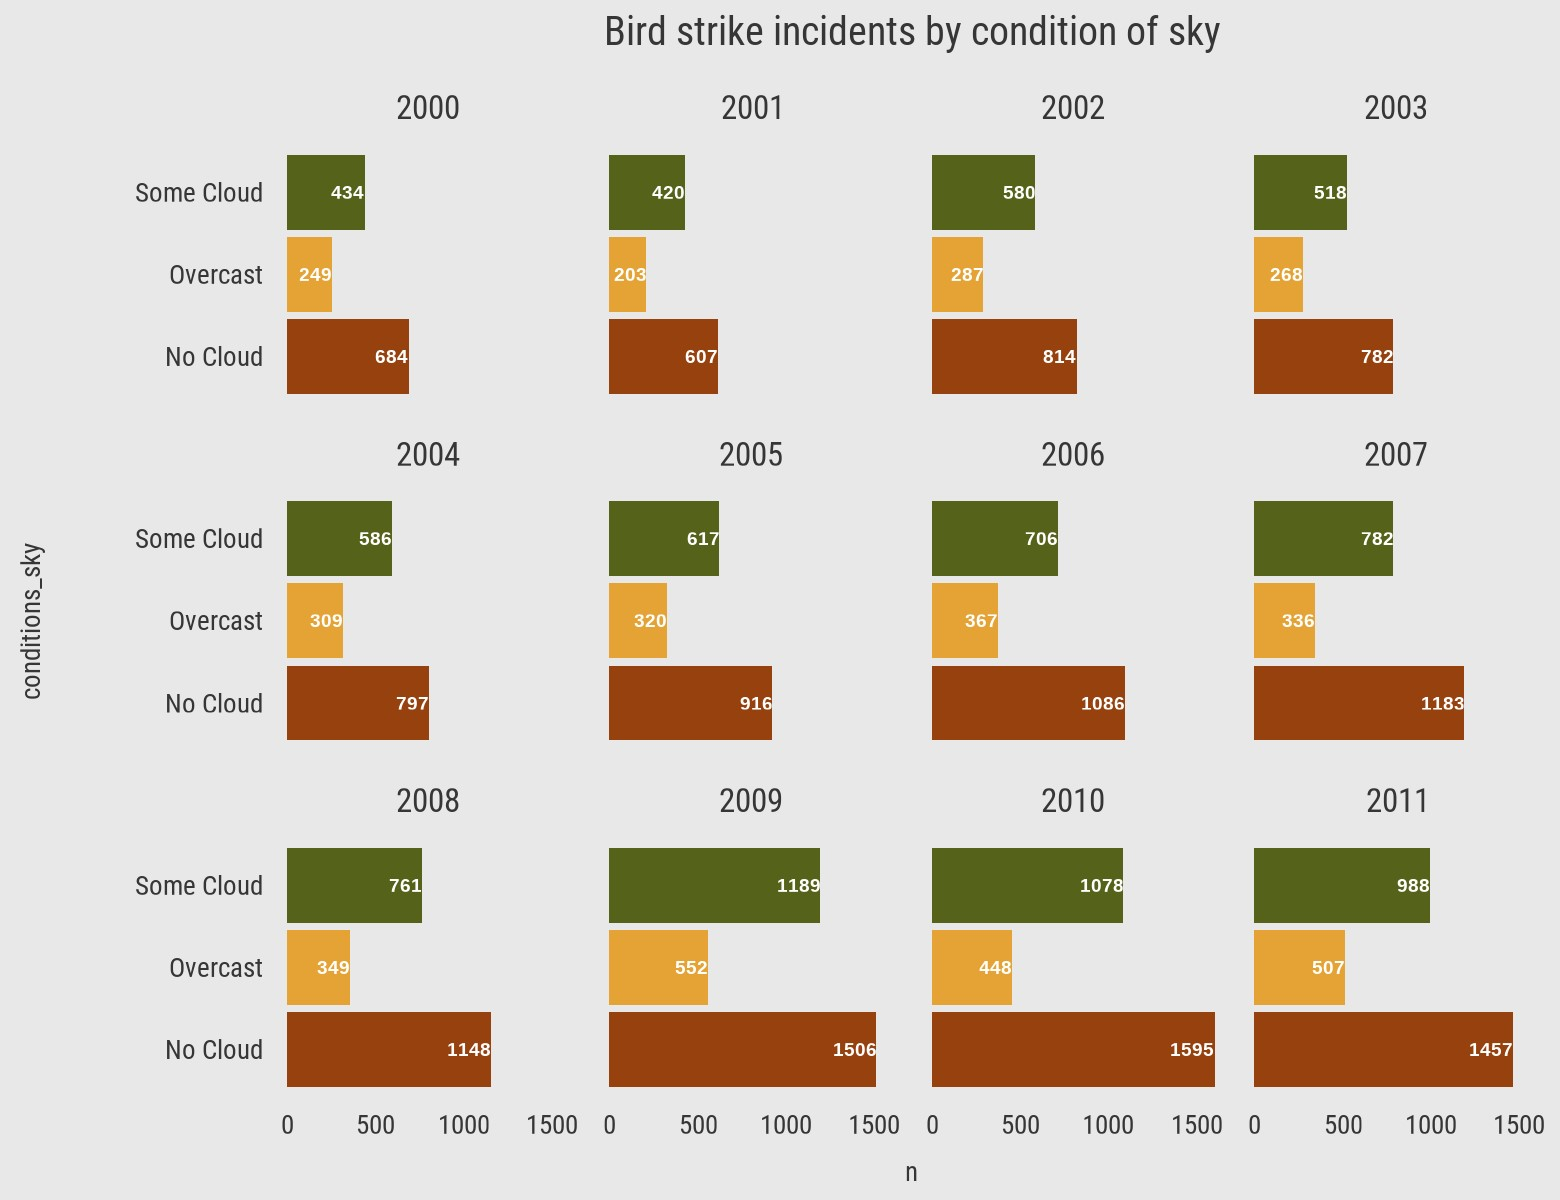 Bird strike incidents by condition of sky
2000 2001 2002 2003
Some Cloud 434 420 580 518
Overcast 249 203 287 268
No Cloud 684 607 814 782
2004 2005 2006 2007
Some Cloud 586 617 706 782
Overcast 309 320 367 336
No Cloud 797 916 1086 1183
conditions_sky
2008 2009 2010 2011
Some Cloud 761 1189 1078 988
Overcast 349 552 448 507
No Cloud 1148 1506 1595 1457
0 500 1000 1500 0 500 1000 1500 0 500 1000 1500 0 500 1000 1500
n